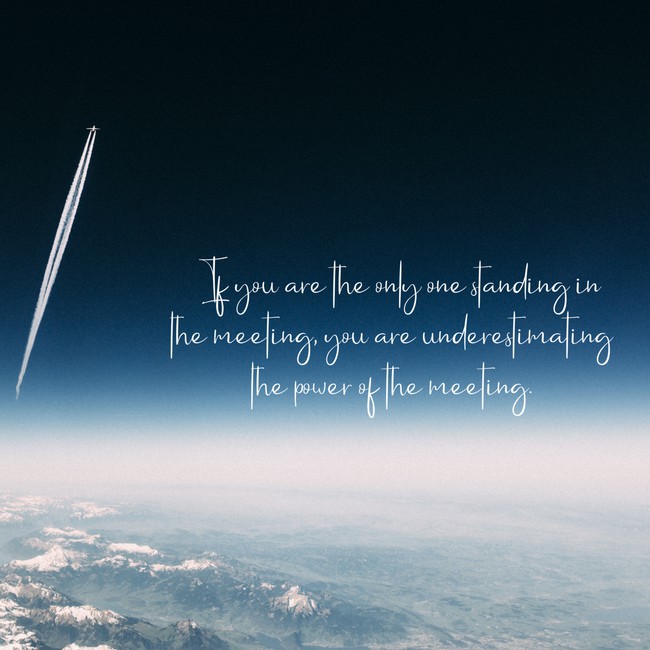 If you are the only one standing in
the meeting, you are underestimating
the power of the meeting.